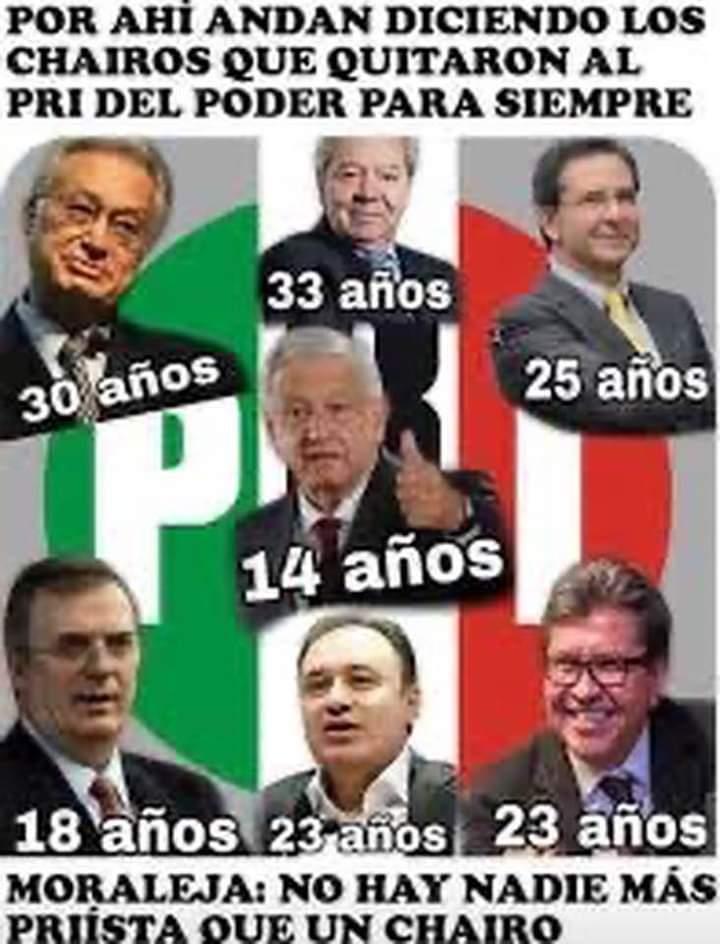 POR AHÍ ANDAN DICIENDO LOS
CHAIROS QUE QUITARON AL
PRI DEL PODER PARA SIEMPRE
33 años
30 años
25 años
PRI
14 años
18 años
23 años
23 años
MORALEJA: NO HAY NADIE MÁS
PRIÍSTA QUE UN CHAIRO